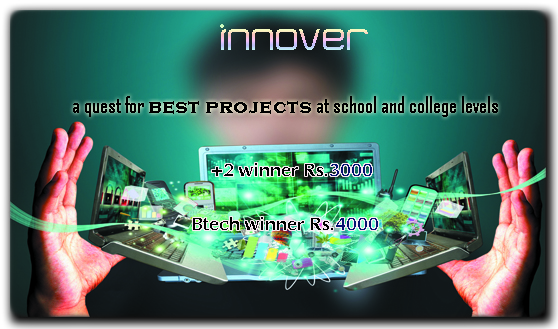 innover
a quest for BEST PROJECTS at school and college levels
+2 winner Rs.3000
Btech winner Rs.4000